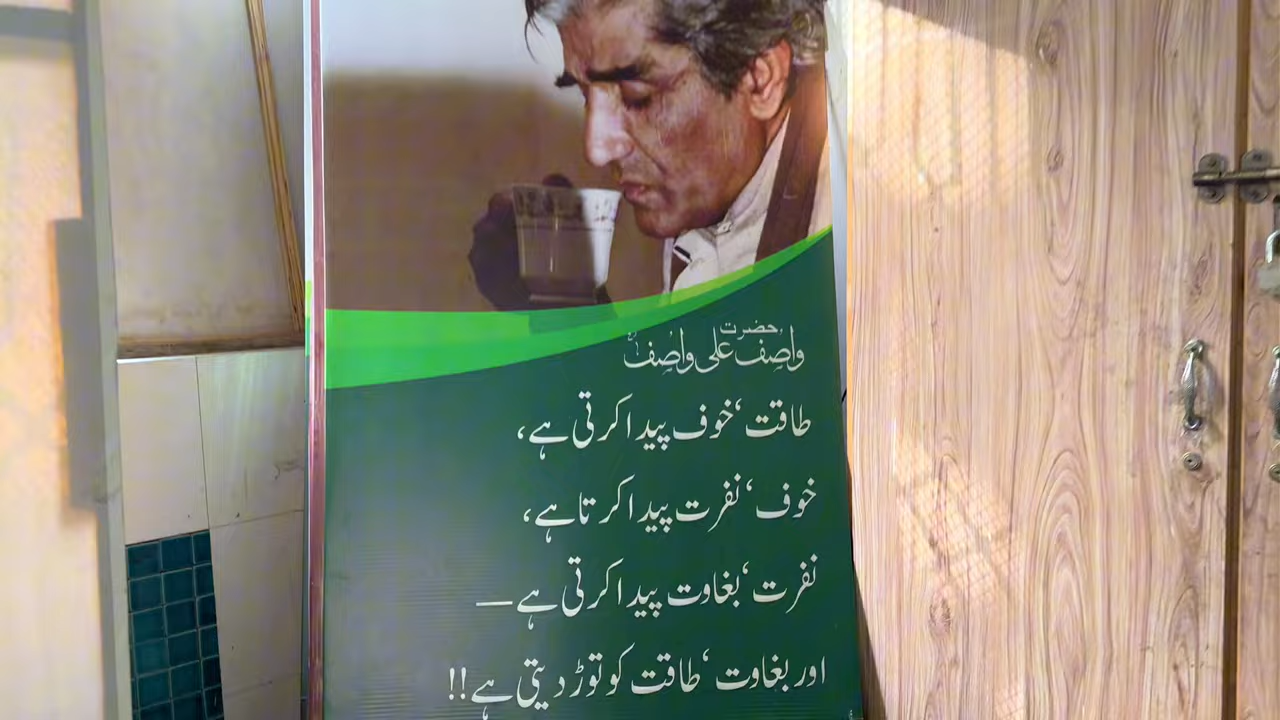 حضرت
واصف علی واصفؒ
طاقت ‘خوف پیدا کرتی ہے،
خوف ‘نفرت پیدا کرتا ہے،
نفرت ‘بغاوت پیدا کرتی ہے —
اور بغاوت ‘طاقت کو توڑ دیتی ہے!!